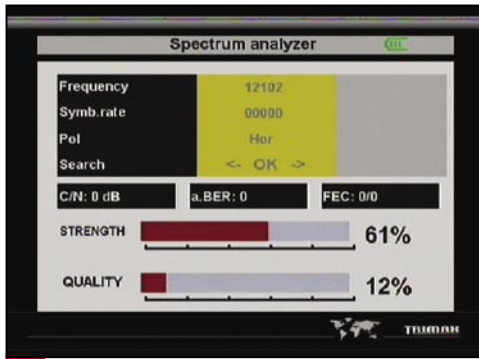 Spectrum analyzer
Frequency 12102
Symb.rate 00000
Pol Hor
Search <- OK ->
C/N: 0 dB a.BER: 0 FEC: 0/0
STRENGTH 61%
QUALITY 12%
TRIMAX